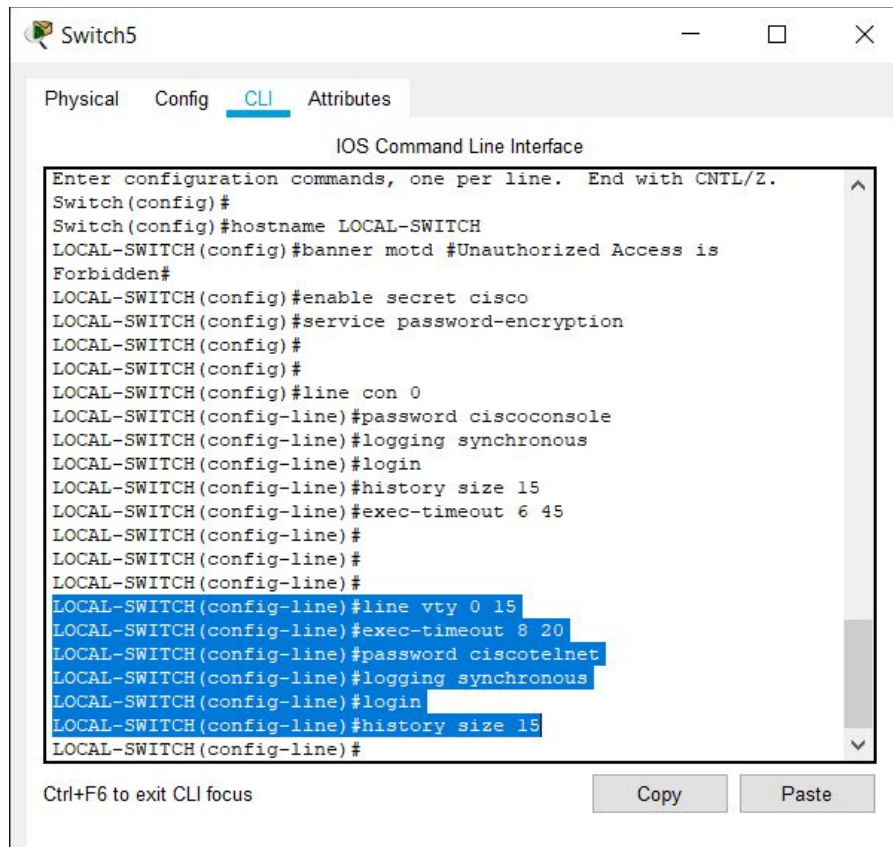 Switch5
Physical Config CLI Attributes
IOS Command Line Interface
Enter configuration commands, one per line.  End with CNTL/Z.
Switch(config)#
Switch(config)#hostname LOCAL-SWITCH
LOCAL-SWITCH(config)#banner motd #Unauthorized Access is
Forbidden#
LOCAL-SWITCH(config)#enable secret cisco
LOCAL-SWITCH(config)#service password-encryption
LOCAL-SWITCH(config)#
LOCAL-SWITCH(config)#
LOCAL-SWITCH(config)#line con 0
LOCAL-SWITCH(config-line)#password ciscoconsole
LOCAL-SWITCH(config-line)#logging synchronous
LOCAL-SWITCH(config-line)#login
LOCAL-SWITCH(config-line)#history size 15
LOCAL-SWITCH(config-line)#exec-timeout 6 45
LOCAL-SWITCH(config-line)#
LOCAL-SWITCH(config-line)#
LOCAL-SWITCH(config-line)#
LOCAL-SWITCH(config-line)#line vty 0 15
LOCAL-SWITCH(config-line)#exec-timeout 8 20
LOCAL-SWITCH(config-line)#password ciscotelnet
LOCAL-SWITCH(config-line)#logging synchronous
LOCAL-SWITCH(config-line)#login
LOCAL-SWITCH(config-line)#history size 15
LOCAL-SWITCH(config-line)#
Ctrl+F6 to exit CLI focus Copy Paste